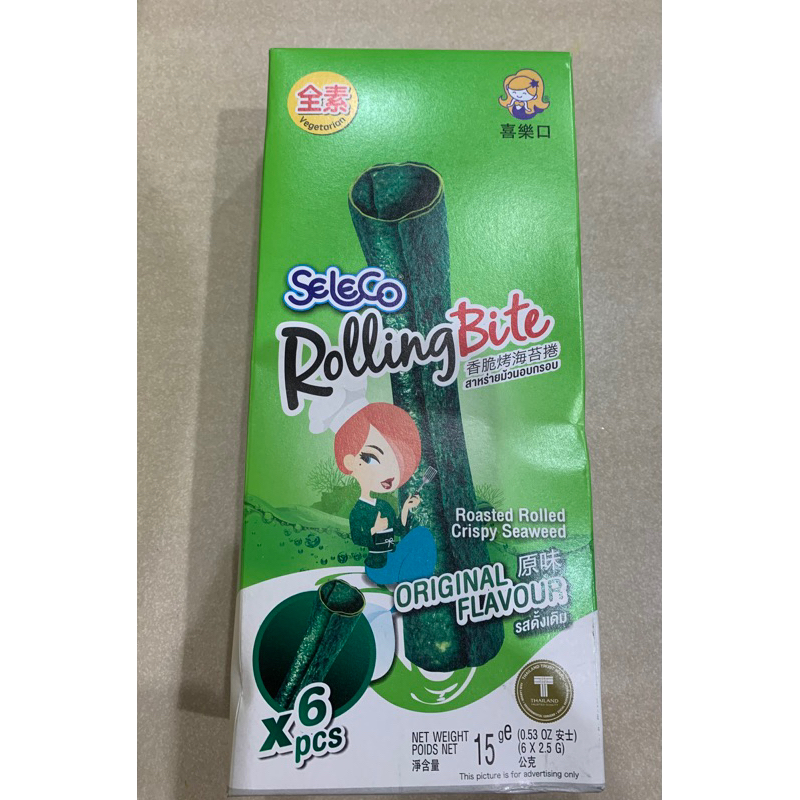 全素
Vegetarian
喜樂口
SELECO
RollingBite
香脆烤海苔捲
สาหร่ายม้วนอบกรอบ
Roasted Rolled
Crispy Seaweed
原味
ORIGINAL
FLAVOUR
รสดั้งเดิม
x6
pcs
THAILAND
NET WEIGHT
POIDS NET
淨含量
15 ge
(0.53 OZ 安士)
(6 X 2.5 G)
公克
This picture is for advertising only